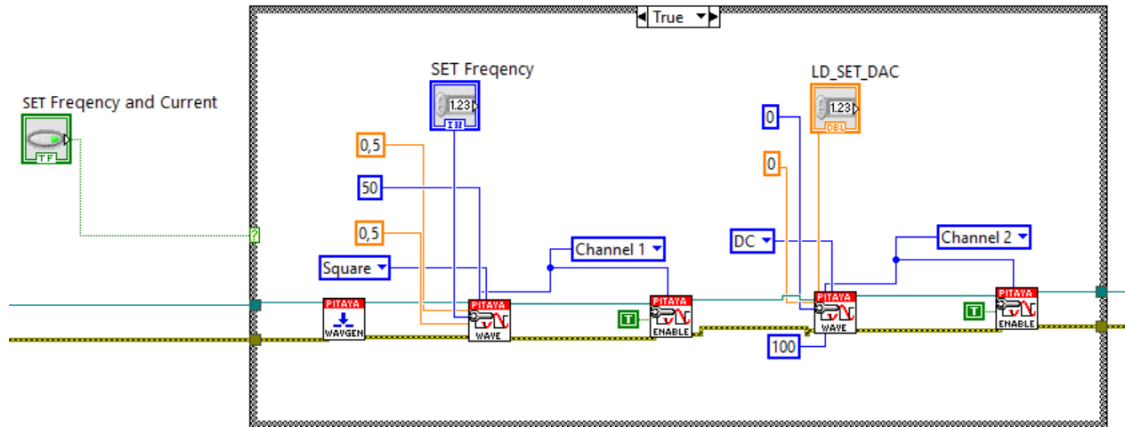 True
SET Freqency
LD_SET_DAC
SET Freqency and Current
TF
1.23
I32
1.23
DBL
0,5
0
50
0
0,5
?
Square
Channel 1
DC
Channel 2
PITAYA
WAVGEN
PITAYA
WAVE
T
PITAYA
ENABLE
PITAYA
WAVE
T
PITAYA
ENABLE
100